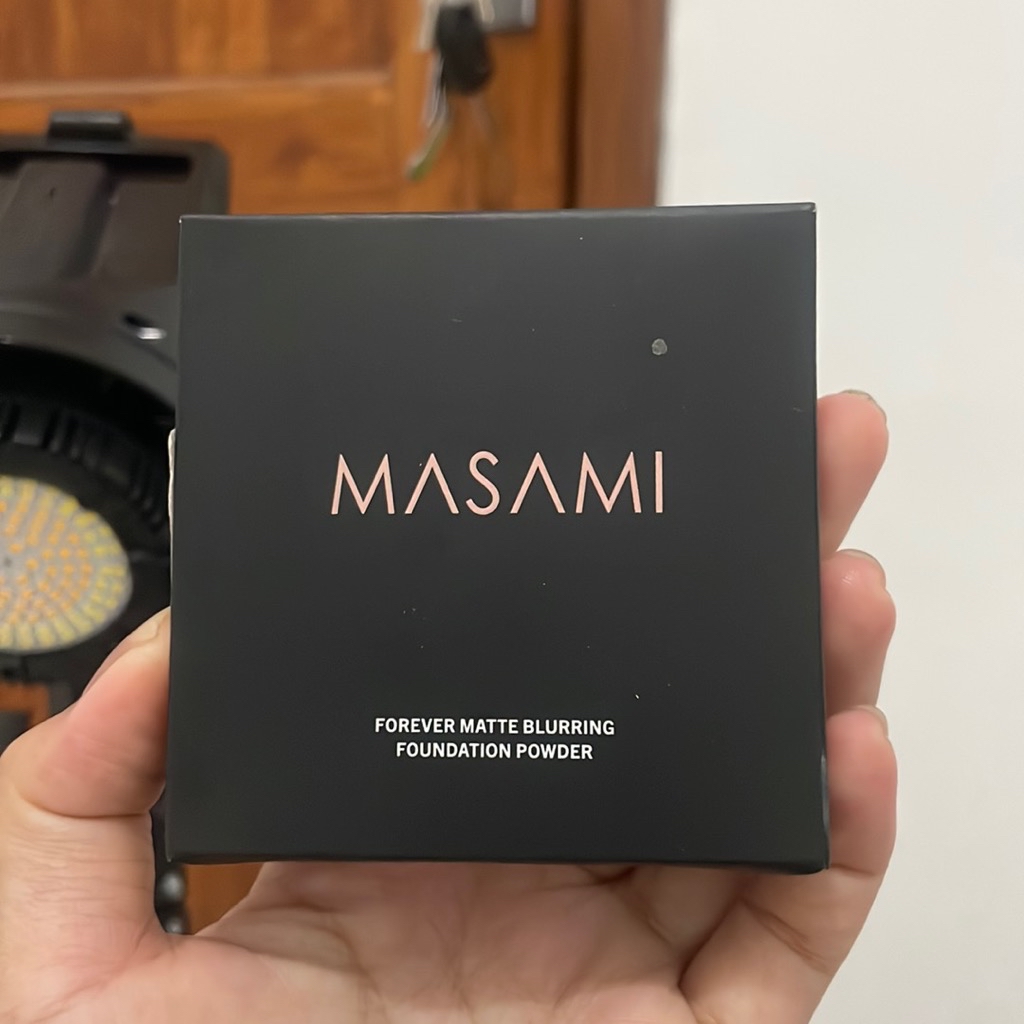 MASAMI
FOREVER MATTE BLURRING
FOUNDATION POWDER